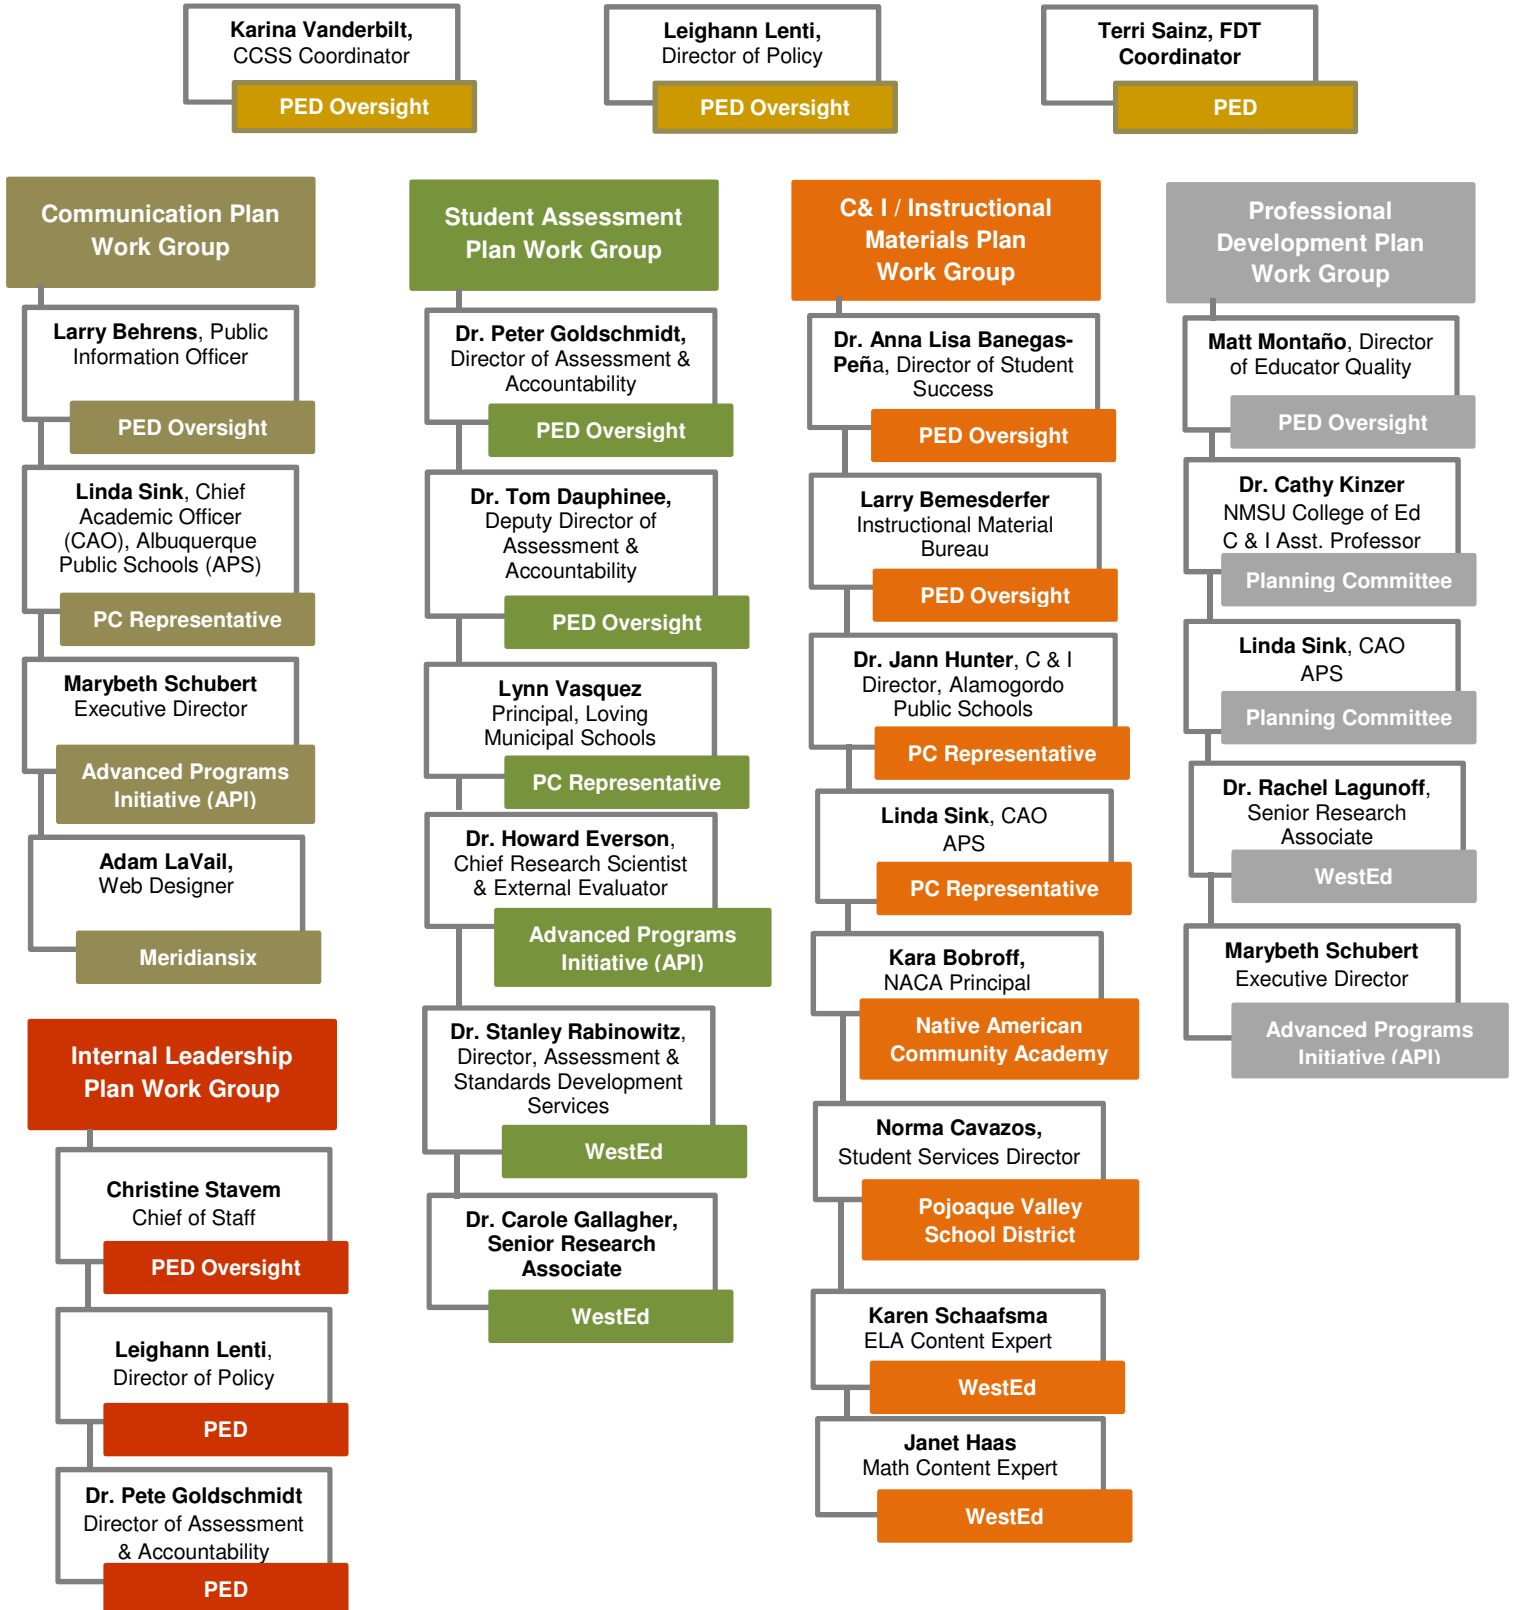 Karina Vanderbilt,
CCSS Coordinator
PED Oversight
Leighann Lenti,
Director of Policy
PED Oversight
Terri Sainz, FDT
Coordinator
PED
Communication Plan
Work Group
Larry Behrens, Public
Information Officer
PED Oversight
Linda Sink, Chief
Academic Officer
(CAO), Albuquerque
Public Schools (APS)
PC Representative
Marybeth Schubert
Executive Director
Advanced Programs
Initiative (API)
Adam LaVail,
Web Designer
Meridiansix
Internal Leadership
Plan Work Group
Christine Stavem
Chief of Staff
PED Oversight
Leighann Lenti,
Director of Policy
PED
Dr. Pete Goldschmidt
Director of Assessment
& Accountability
PED
Student Assessment
Plan Work Group
Dr. Peter Goldschmidt,
Director of Assessment &
Accountability
PED Oversight
Dr. Tom Dauphinee,
Deputy Director of
Assessment &
Accountability
PED Oversight
Lynn Vasquez
Principal, Loving
Municipal Schools
PC Representative
Dr. Howard Everson,
Chief Research Scientist
& External Evaluator
Advanced Programs
Initiative (API)
Dr. Stanley Rabinowitz,
Director, Assessment &
Standards Development
Services
WestEd
Dr. Carole Gallagher,
Senior Research
Associate
WestEd
C& I / Instructional
Materials Plan
Work Group
Dr. Anna Lisa Banegas-
Peña, Director of Student
Success
PED Oversight
Larry Bemesderfer
Instructional Material
Bureau
PED Oversight
Dr. Jann Hunter, C & I
Director, Alamogordo
Public Schools
PC Representative
Linda Sink, CAO
APS
PC Representative
Kara Bobroff,
NACA Principal
Native American
Community Academy
Norma Cavazos,
Student Services Director
Pojoaque Valley
School District
Karen Schaafsma
ELA Content Expert
WestEd
Janet Haas
Math Content Expert
WestEd
Professional
Development Plan
Work Group
Matt Montaño, Director
of Educator Quality
PED Oversight
Dr. Cathy Kinzer
NMSU College of Ed
C & I Asst. Professor
Planning Committee
Linda Sink, CAO
APS
Planning Committee
Dr. Rachel Lagunoff,
Senior Research
Associate
WestEd
Marybeth Schubert
Executive Director
Advanced Programs
Initiative (API)